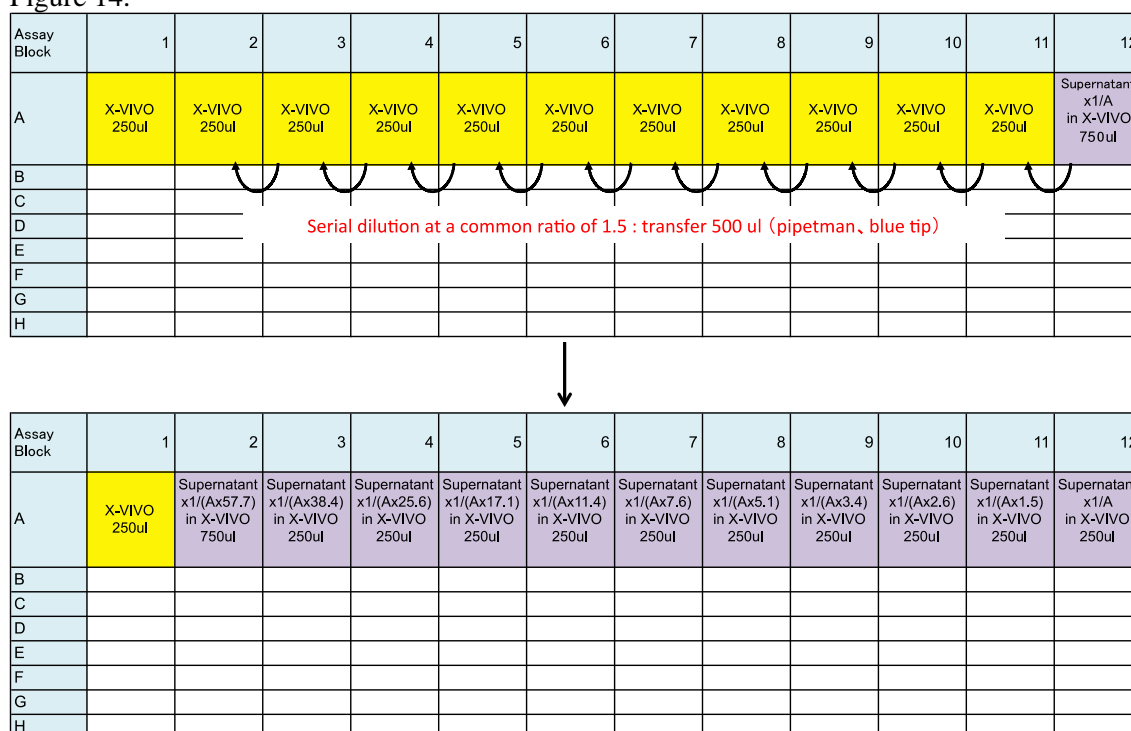 Figure 14.
Assay
Block
1 2 3 4 5 6 7 8 9 10 11 12
A
X-VIVO
250ul
X-VIVO
250ul
X-VIVO
250ul
X-VIVO
250ul
X-VIVO
250ul
X-VIVO
250ul
X-VIVO
250ul
X-VIVO
250ul
X-VIVO
250ul
X-VIVO
250ul
X-VIVO
250ul
Supernatant
x1/A
in X-VIVO
750ul
B
C
D
Serial dilution at a common ratio of 1.5 : transfer 500 ul (pipetman、blue tip)
E
F
G
H
Assay
Block
1 2 3 4 5 6 7 8 9 10 11 12
A
X-VIVO
250ul
Supernatant
x1/(Ax57.7)
in X-VIVO
750ul
Supernatant
x1/(Ax38.4)
in X-VIVO
250ul
Supernatant
x1/(Ax25.6)
in X-VIVO
250ul
Supernatant
x1/(Ax17.1)
in X-VIVO
250ul
Supernatant
x1/(Ax11.4)
in X-VIVO
250ul
Supernatant
x1/(Ax7.6)
in X-VIVO
250ul
Supernatant
x1/(Ax5.1)
in X-VIVO
250ul
Supernatant
x1/(Ax3.4)
in X-VIVO
250ul
Supernatant
x1/(Ax2.6)
in X-VIVO
250ul
Supernatant
x1/(Ax1.5)
in X-VIVO
250ul
Supernatant
x1/A
in X-VIVO
250ul
B
C
D
E
F
G
H